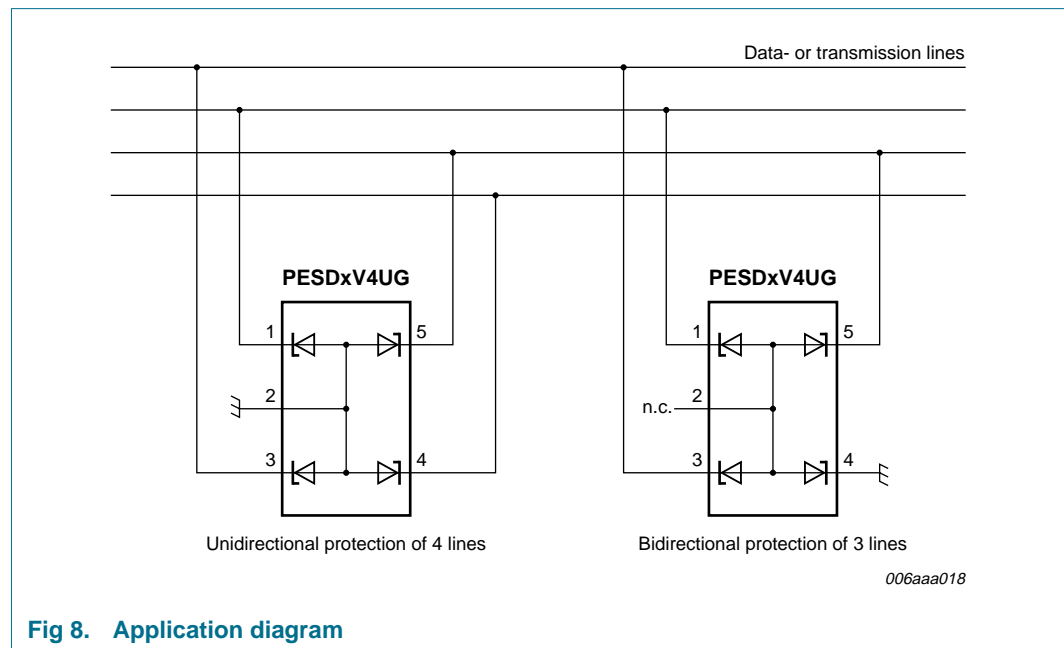 Data- or transmission lines
PESDxV4UG
1
5
2
3
4
Unidirectional protection of 4 lines
PESDxV4UG
1
5
n.c.
2
3
4
Bidirectional protection of 3 lines
006aaa018
Fig 8. Application diagram